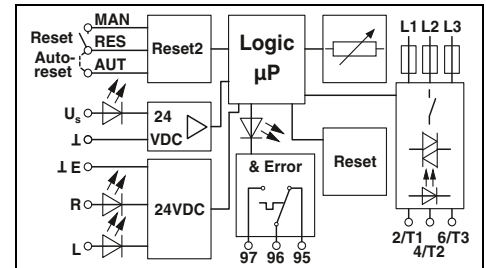 MAN
Reset
RES
Auto-
reset
AUT
Reset2
Logic
µP
L1 L2 L3
Us
24
VDC
⊥
⊥ E
R
L
24VDC
& Error
Reset
97 96 95
2/T1 6/T3
4/T2